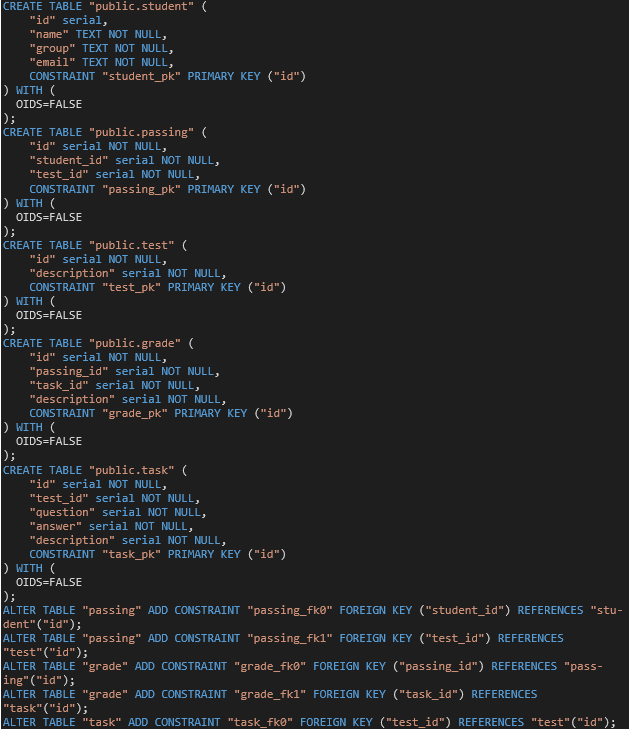 CREATE TABLE "public.student" (
    "id" serial,
    "name" TEXT NOT NULL,
    "group" TEXT NOT NULL,
    "email" TEXT NOT NULL,
    CONSTRAINT "student_pk" PRIMARY KEY ("id")
) WITH (
  OIDS=FALSE
);
CREATE TABLE "public.passing" (
    "id" serial NOT NULL,
    "student_id" serial NOT NULL,
    "test_id" serial NOT NULL,
    CONSTRAINT "passing_pk" PRIMARY KEY ("id")
) WITH (
  OIDS=FALSE
);
CREATE TABLE "public.test" (
    "id" serial NOT NULL,
    "description" serial NOT NULL,
    CONSTRAINT "test_pk" PRIMARY KEY ("id")
) WITH (
  OIDS=FALSE
);
CREATE TABLE "public.grade" (
    "id" serial NOT NULL,
    "passing_id" serial NOT NULL,
    "task_id" serial NOT NULL,
    "description" serial NOT NULL,
    CONSTRAINT "grade_pk" PRIMARY KEY ("id")
) WITH (
  OIDS=FALSE
);
CREATE TABLE "public.task" (
    "id" serial NOT NULL,
    "test_id" serial NOT NULL,
    "question" serial NOT NULL,
    "answer" serial NOT NULL,
    "description" serial NOT NULL,
    CONSTRAINT "task_pk" PRIMARY KEY ("id")
) WITH (
  OIDS=FALSE
);
ALTER TABLE "passing" ADD CONSTRAINT "passing_fk0" FOREIGN KEY ("student_id") REFERENCES "stu-
dent"("id");
ALTER TABLE "passing" ADD CONSTRAINT "passing_fk1" FOREIGN KEY ("test_id") REFERENCES
"test"("id");
ALTER TABLE "grade" ADD CONSTRAINT "grade_fk0" FOREIGN KEY ("passing_id") REFERENCES "pass-
ing"("id");
ALTER TABLE "grade" ADD CONSTRAINT "grade_fk1" FOREIGN KEY ("task_id") REFERENCES
"task"("id");
ALTER TABLE "task" ADD CONSTRAINT "task_fk0" FOREIGN KEY ("test_id") REFERENCES "test"("id");